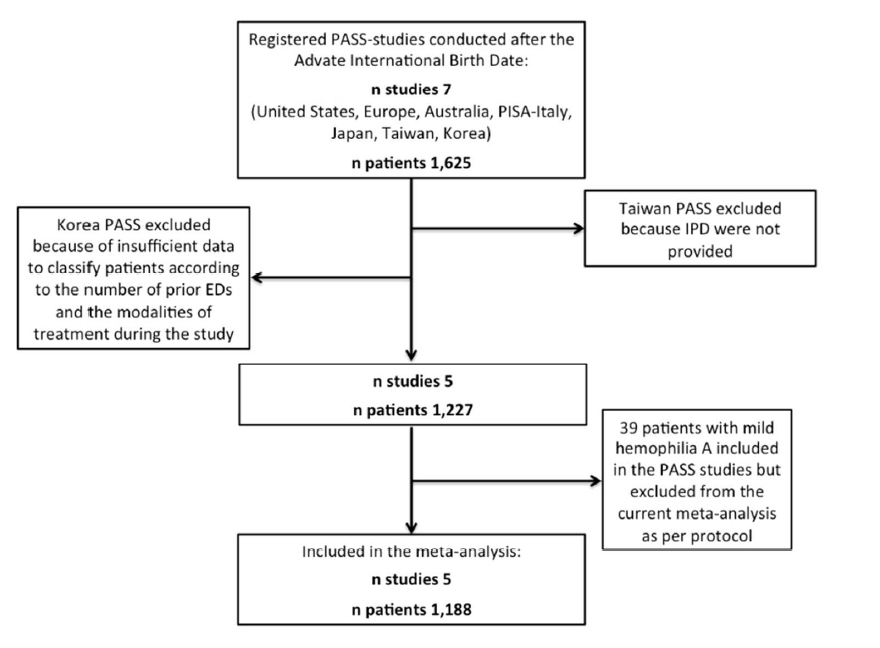 Registered PASS-studies conducted after the
Advate International Birth Date:
n studies 7
(United States, Europe, Australia, PISA-Italy,
Japan, Taiwan, Korea)
n patients 1,625
Taiwan PASS excluded
because IPD were not
provided
Korea PASS excluded
because of insufficient data
to classify patients according
to the number of prior EDs
and the modalities of
treatment during the study
n studies 5
n patients 1,227
39 patients with mild
hemophilia A included
in the PASS studies but
excluded from the
current meta-analysis
as per protocol
Included in the meta-analysis:
n studies 5
n patients 1,188